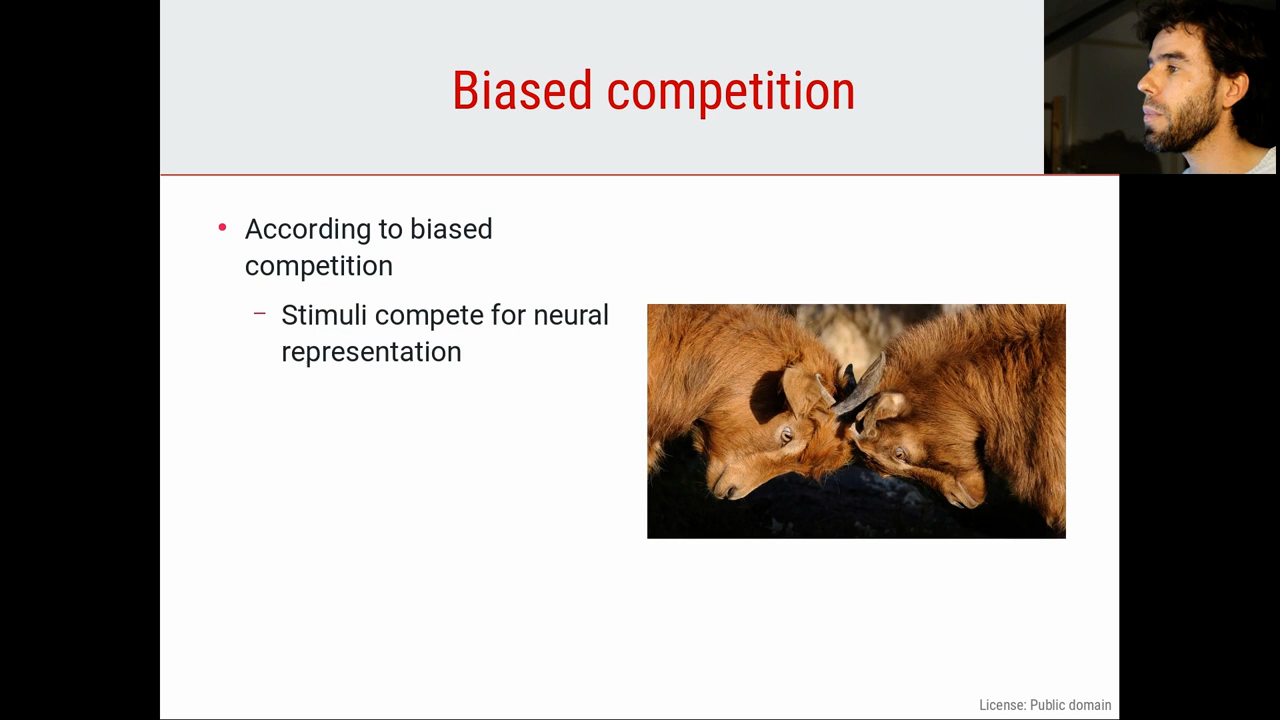 Biased competition
• According to biased
competition
– Stimuli compete for neural
representation
License: Public domain